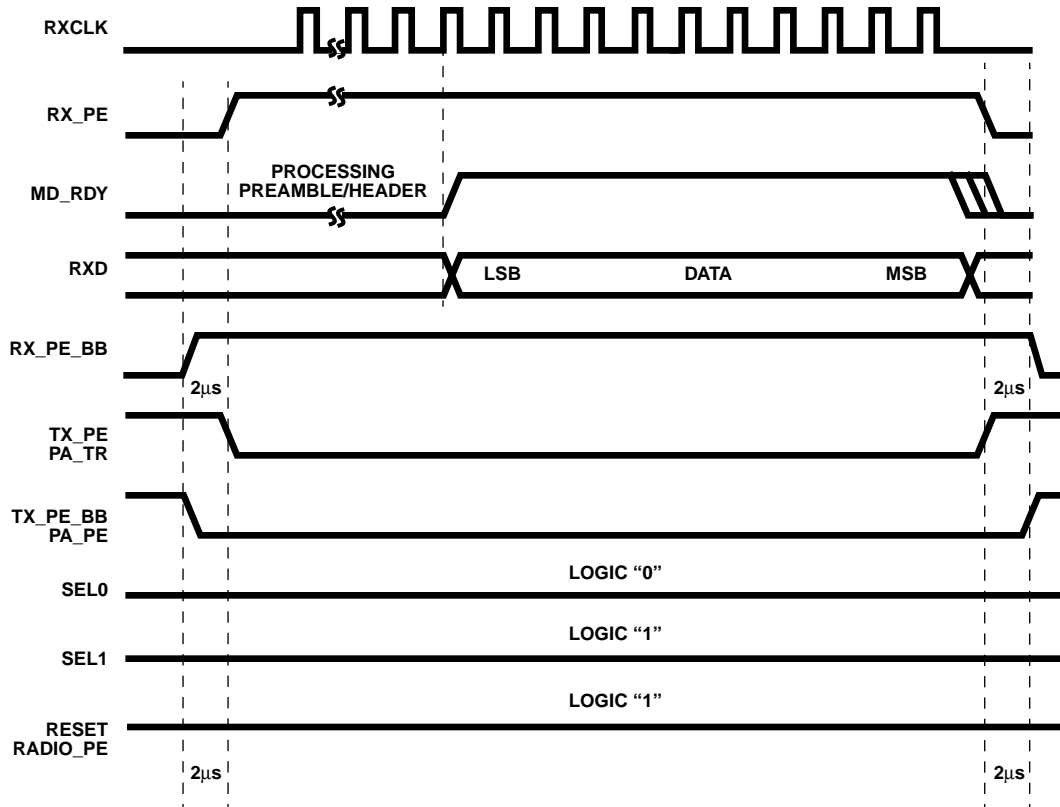 RXCLK
RX_PE
PROCESSING
PREAMBLE/HEADER
MD_RDY
RXD
LSB DATA MSB
RX_PE_BB
2μs 2μs
TX_PE
PA_TR
TX_PE_BB
PA_PE
LOGIC “0”
SEL0
LOGIC “1”
SEL1
LOGIC “1”
RESET
RADIO_PE
2μs 2μs